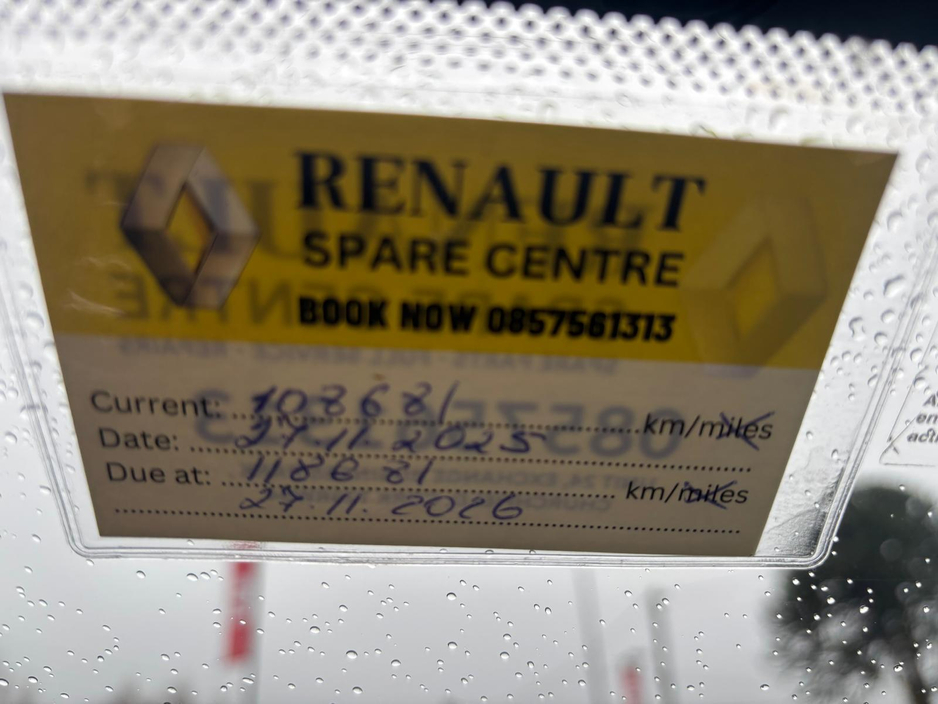 RENAULT
SPARE CENTRE
BOOK NOW 0857561313
Current: 108681 km/miles
Date: 27.11.2025
Due at: 118681 km/miles
27.11.2026